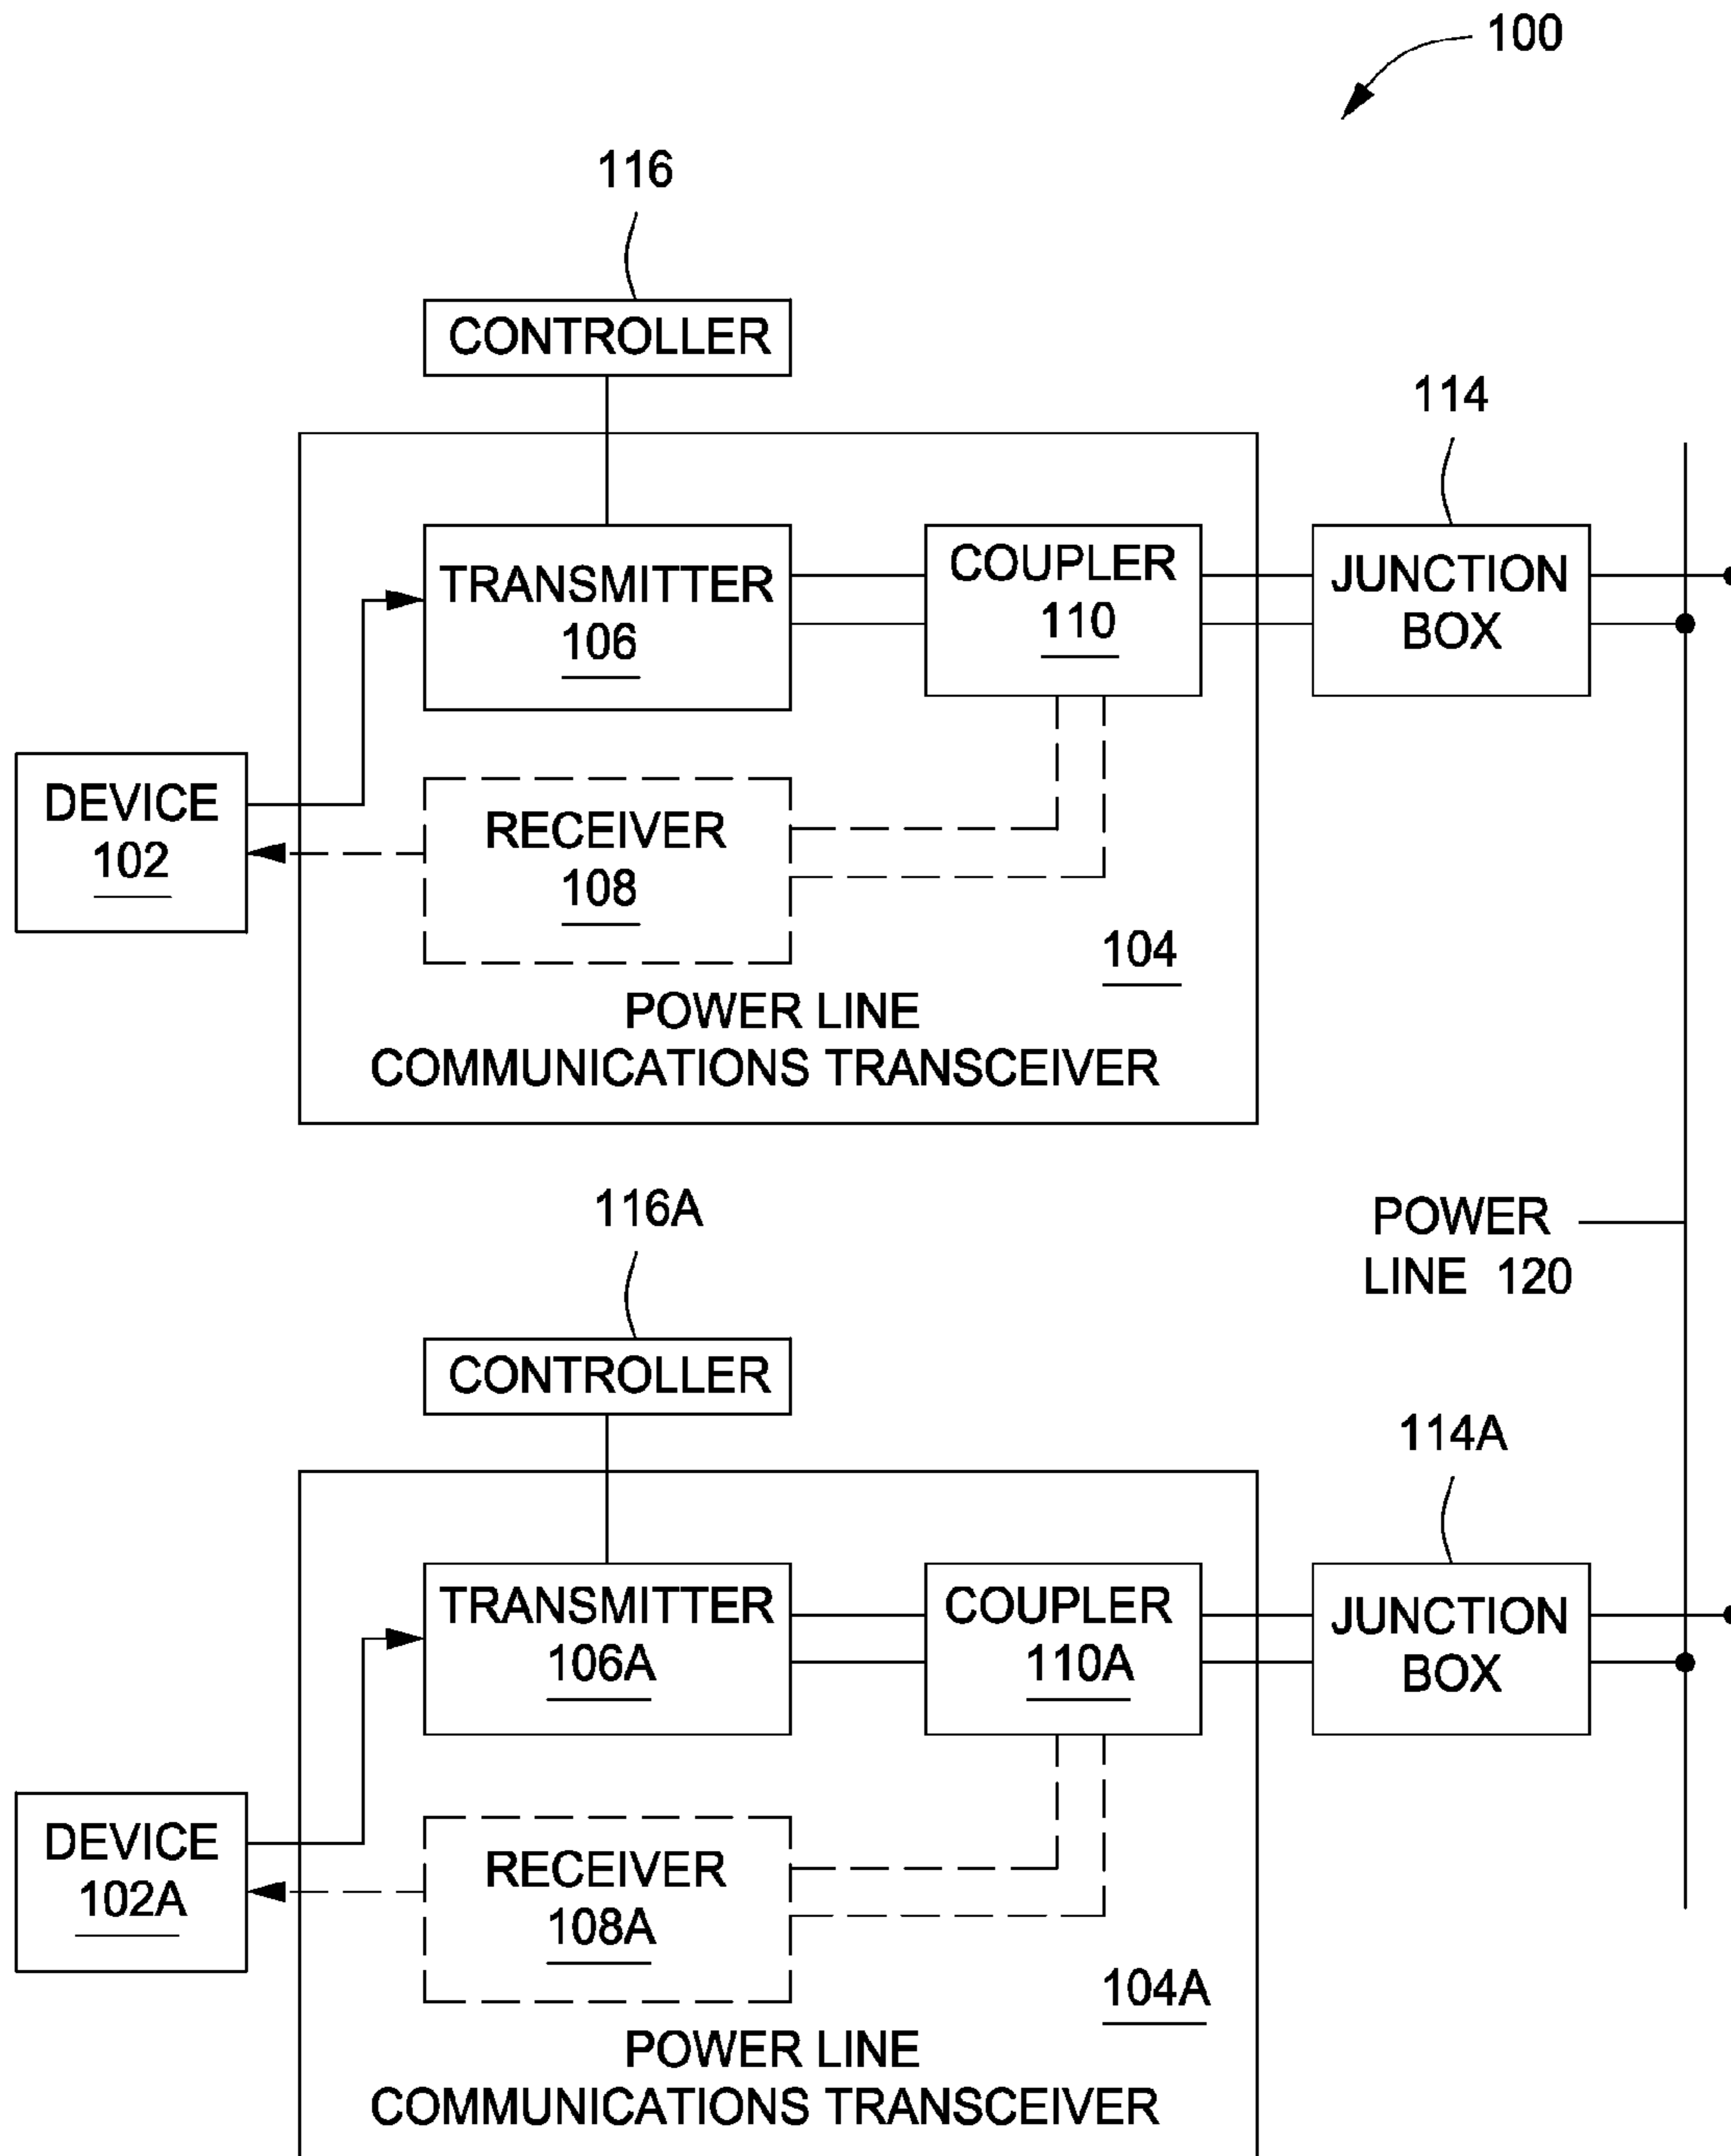 100
116
CONTROLLER
114
TRANSMITTER
106
COUPLER
110
JUNCTION
BOX
DEVICE
102
RECEIVER
108
104
POWER LINE
COMMUNICATIONS TRANSCEIVER
116A
POWER
LINE 120
CONTROLLER
114A
TRANSMITTER
106A
COUPLER
110A
JUNCTION
BOX
DEVICE
102A
RECEIVER
108A
104A
POWER LINE
COMMUNICATIONS TRANSCEIVER